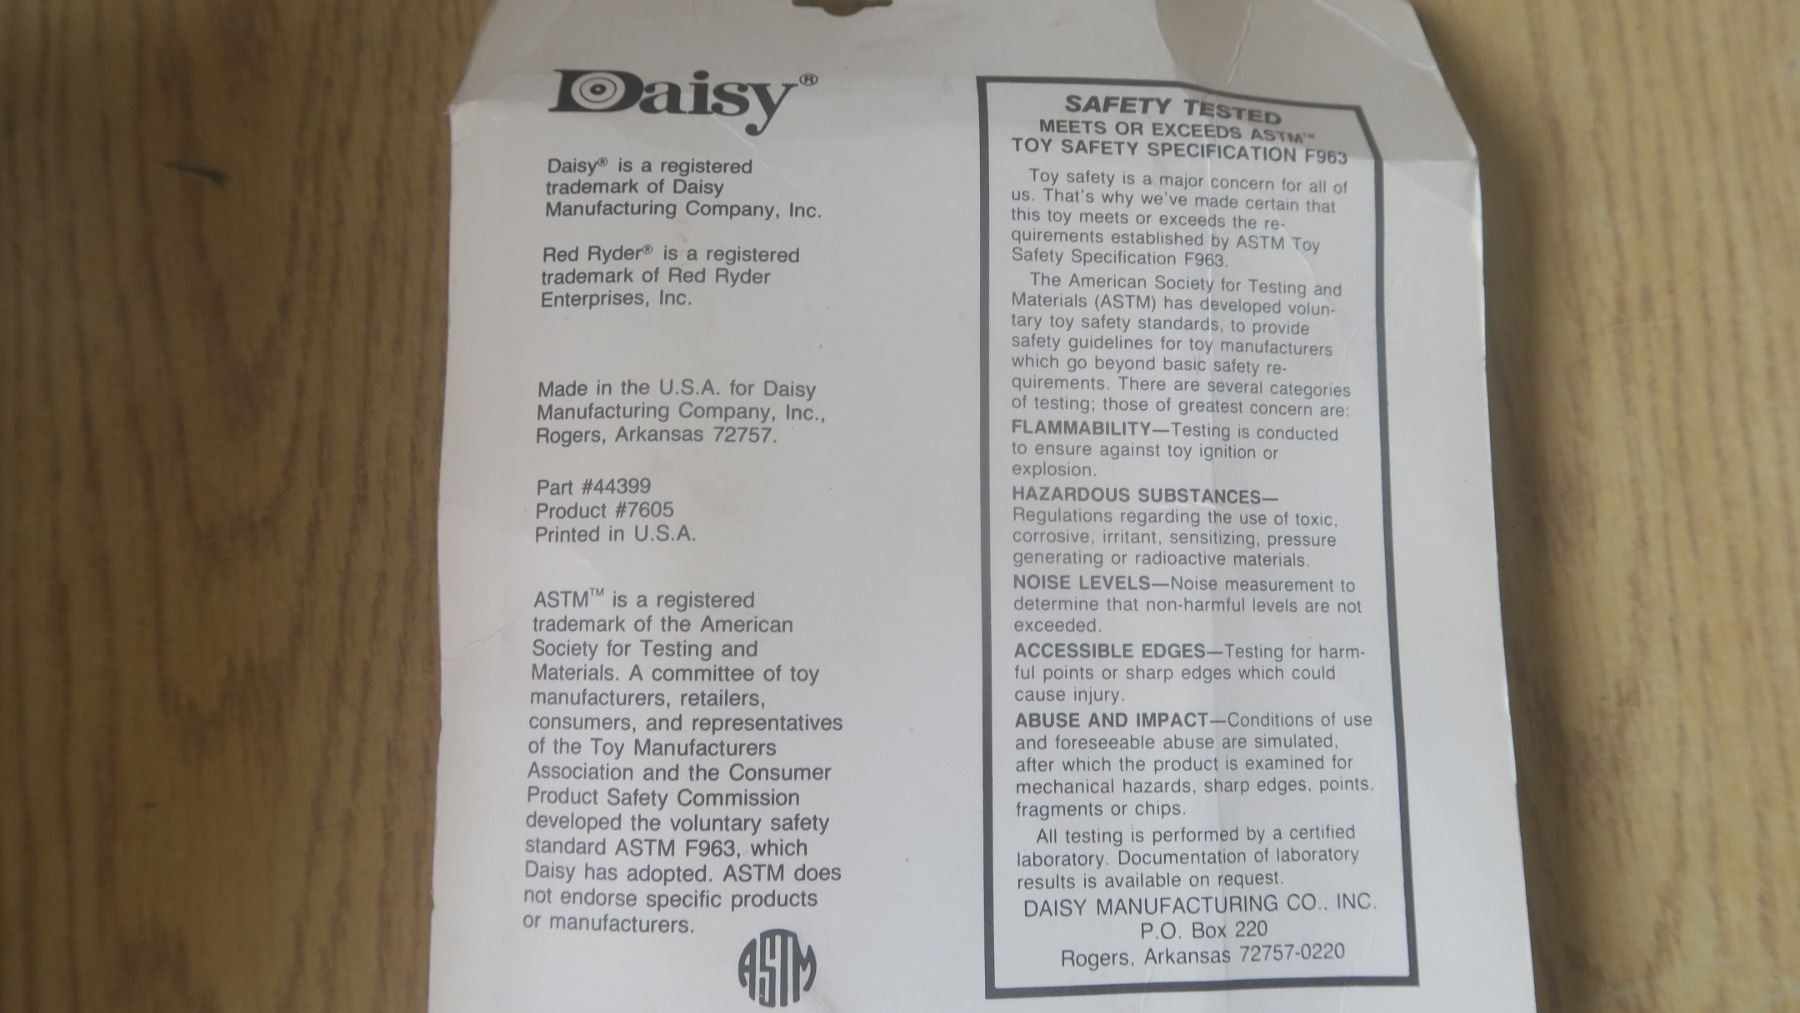 Daisy®
Daisy® is a registered
trademark of Daisy
Manufacturing Company, Inc.
Red Ryder® is a registered
trademark of Red Ryder
Enterprises, Inc.
Made in the U.S.A. for Daisy
Manufacturing Company, Inc.,
Rogers, Arkansas 72757.
Part #44399
Product #7605
Printed in U.S.A.
ASTM™ is a registered
trademark of the American
Society for Testing and
Materials. A committee of toy
manufacturers, retailers,
consumers, and representatives
of the Toy Manufacturers
Association and the Consumer
Product Safety Commission
developed the voluntary safety
standard ASTM F963, which
Daisy has adopted. ASTM does
not endorse specific products
or manufacturers.
ASTM
SAFETY TESTED
MEETS OR EXCEEDS ASTM™
TOY SAFETY SPECIFICATION F963
Toy safety is a major concern for all of
us. That's why we've made certain that
this toy meets or exceeds the re-
quirements established by ASTM Toy
Safety Specification F963.
The American Society for Testing and
Materials (ASTM) has developed volun-
tary toy safety standards, to provide
safety guidelines for toy manufacturers
which go beyond basic safety re-
quirements. There are several categories
of testing; those of greatest concern are:
FLAMMABILITY—Testing is conducted
to ensure against toy ignition or
explosion.
HAZARDOUS SUBSTANCES—
Regulations regarding the use of toxic,
corrosive, irritant, sensitizing, pressure
generating or radioactive materials.
NOISE LEVELS—Noise measurement to
determine that non-harmful levels are not
exceeded.
ACCESSIBLE EDGES—Testing for harm-
ful points or sharp edges which could
cause injury.
ABUSE AND IMPACT—Conditions of use
and foreseeable abuse are simulated,
after which the product is examined for
mechanical hazards, sharp edges, points,
fragments or chips.
All testing is performed by a certified
laboratory. Documentation of laboratory
results is available on request.
DAISY MANUFACTURING CO., INC.
P.O. Box 220
Rogers, Arkansas 72757-0220